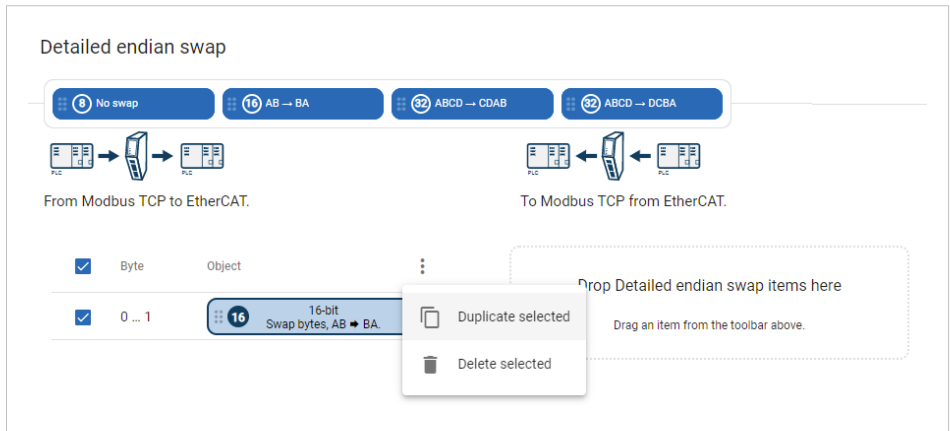 Detailed endian swap
8 No swap
16 AB → BA
32 ABCD → CDAB
32 ABCD → DCBA
PLC
PLC
PLC
PLC
From Modbus TCP to EtherCAT.
To Modbus TCP from EtherCAT.
Byte
Object
0 ... 1
16
16-bit
Swap bytes, AB ➡ BA.
Duplicate selected
Delete selected
Drop Detailed endian swap items here
Drag an item from the toolbar above.